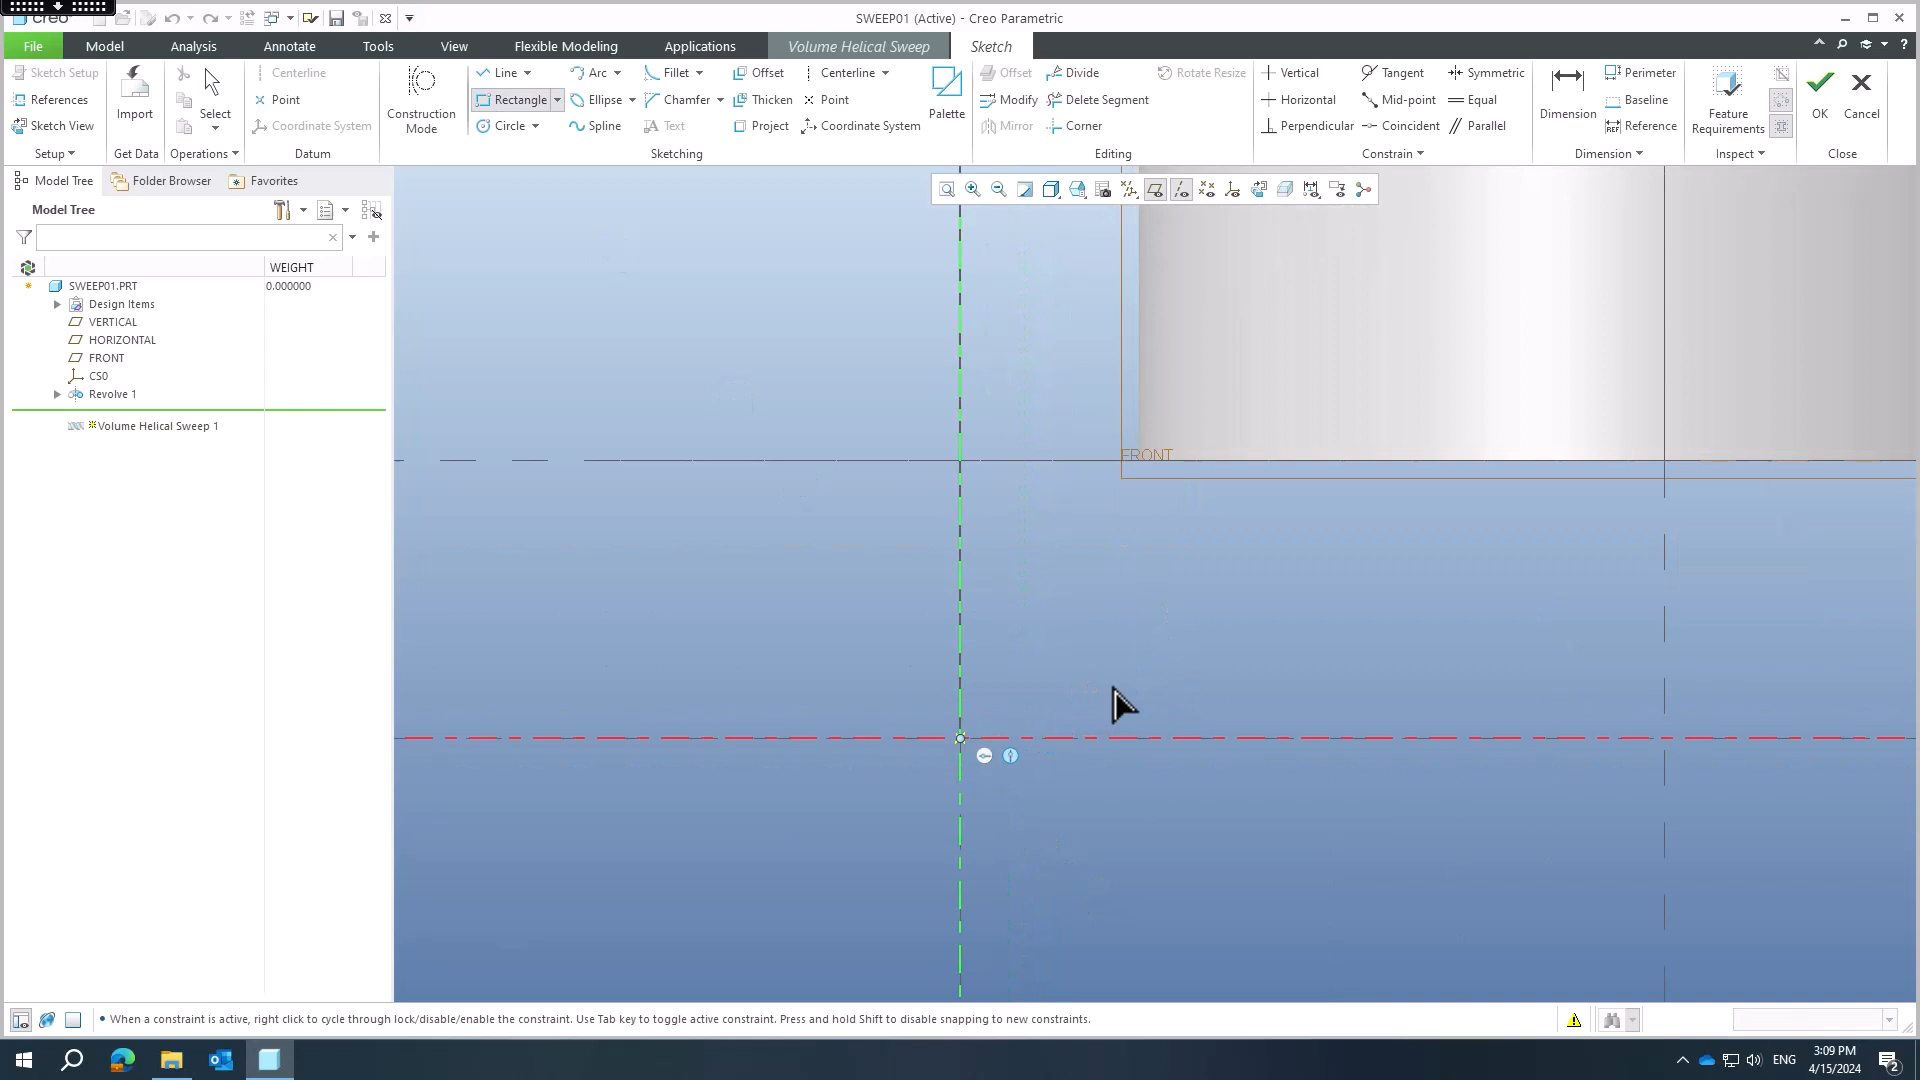 creo
SWEEP01 (Active) - Creo Parametric
File Model Analysis Annotate Tools View Flexible Modeling Applications Volume Helical Sweep Sketch
Sketch Setup
References
Sketch View
Setup
Import
Get Data
Select
Operations
Centerline
Point
Coordinate System
Datum
Construction
Mode
Line Arc Fillet Offset Centerline
Rectangle Ellipse Chamfer Thicken Point
Circle Spline Text Project Coordinate System
Palette
Sketching
Offset Divide Rotate Resize
Modify Delete Segment
Mirror Corner
Editing
Vertical Tangent Symmetric
Horizontal Mid-point Equal
Perpendicular Coincident Parallel
Constrain
Dimension
Perimeter
Baseline
Reference
Dimension
Feature
Requirements
Inspect
OK
Cancel
Close
Model Tree Folder Browser Favorites
Model Tree
WEIGHT
SWEEP01.PRT 0.000000
Design Items
VERTICAL
HORIZONTAL
FRONT
CS0
Revolve 1
Volume Helical Sweep 1
FRONT
• When a constraint is active, right click to cycle through lock/disable/enable the constraint. Use Tab key to toggle active constraint. Press and hold Shift to disable snapping to new constraints.
ENG
3:09 PM
4/15/2024
2